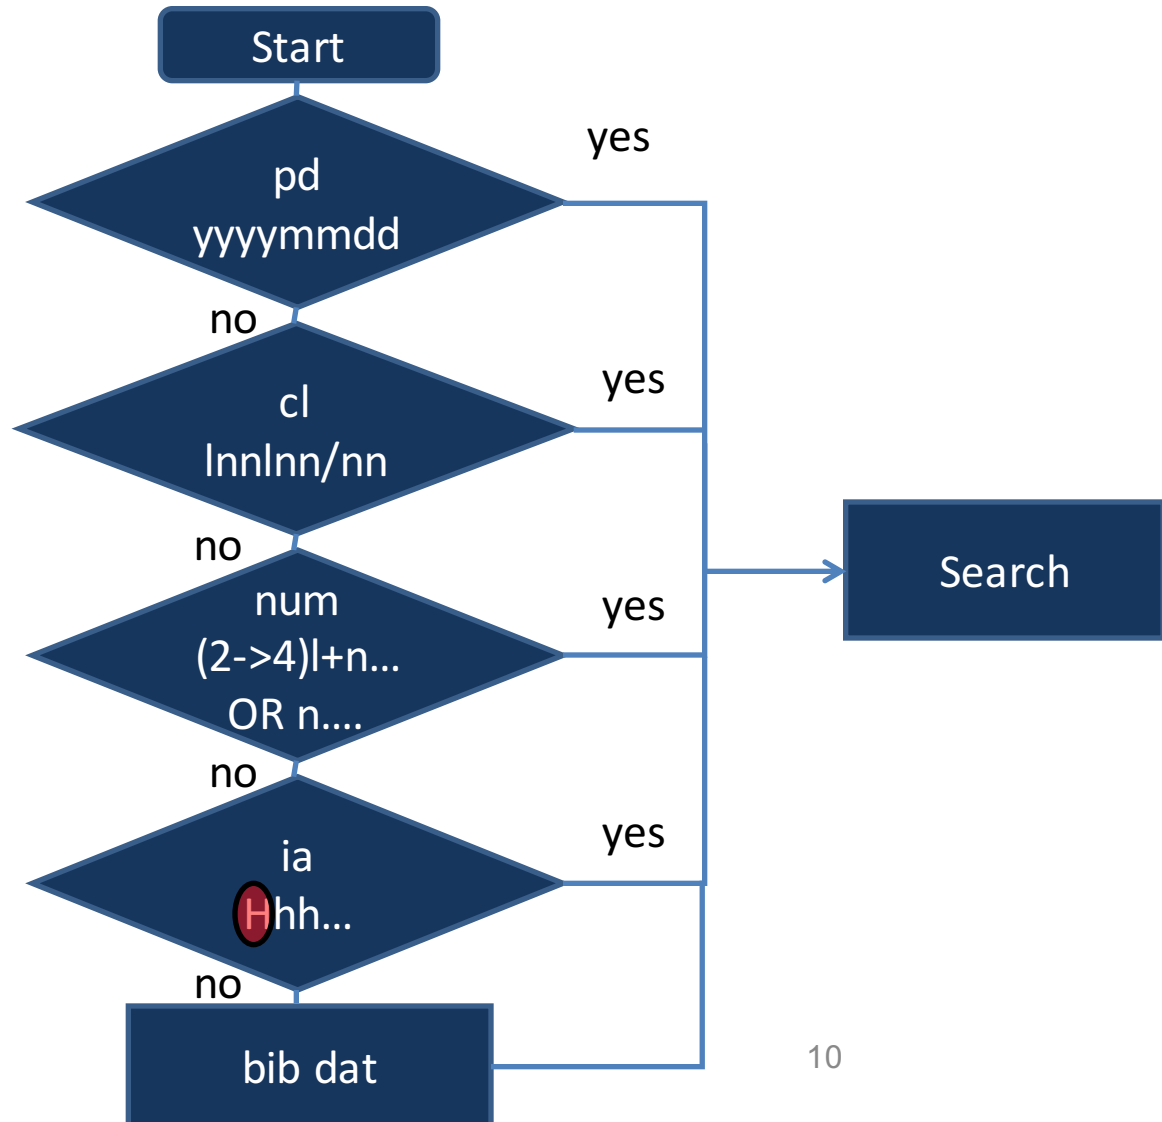 Start
pd
yyyymmdd
yes
no
cl
lnnlnn/nn
yes
no
num
(2->4)l+n...
OR n....
yes
no
ia
Hhh...
yes
no
bib dat
Search
10